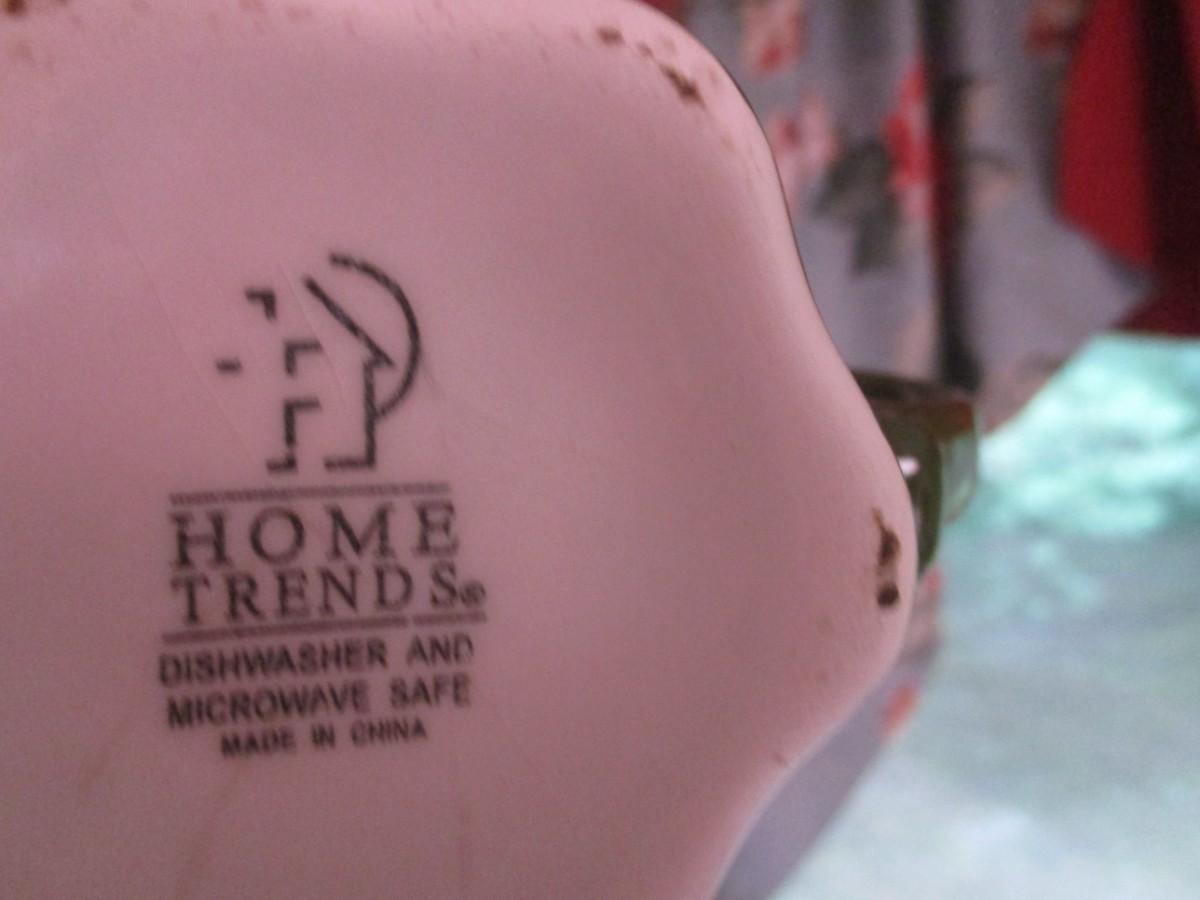 HOME
TRENDS®
DISHWASHER AND
MICROWAVE SAFE
MADE IN CHINA